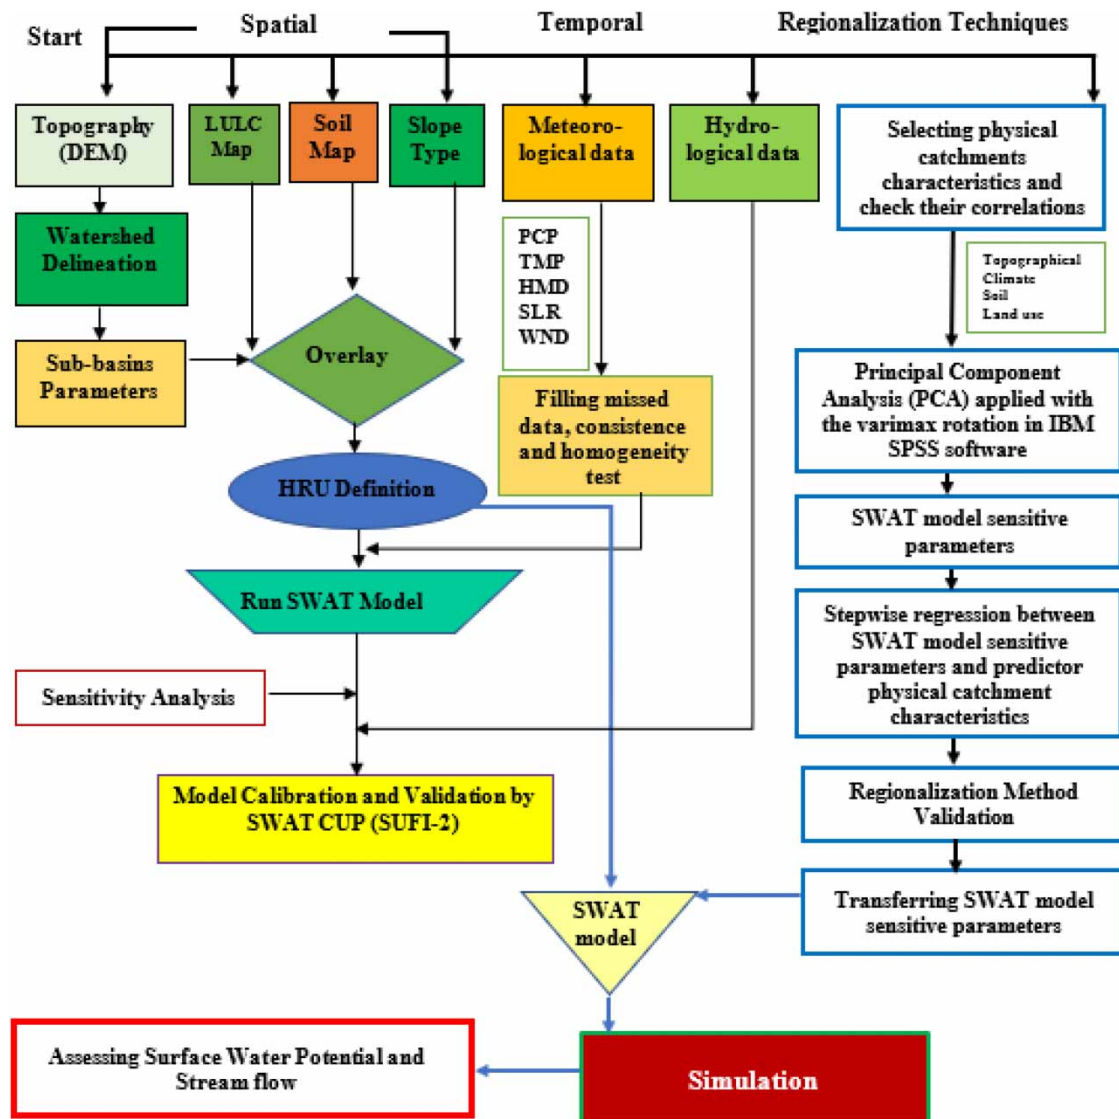 Start
Spatial
Temporal
Regionalization Techniques
Topography
(DEM)
LULC
Map
Soil
Map
Slope
Type
Meteoro-
logical data
Hydro-
logical data
Selecting physical
catchments
characteristics and
check their correlations
Watershed
Delineation
PCP
TMP
HMD
SLR
WND
Topographical
Climate
Soil
Land use
Sub-basins
Parameters
Overlay
Filling missed
data, consistence
and homogeneity
test
Principal Component
Analysis (PCA) applied with
the varimax rotation in IBM
SPSS software
HRU Definition
SWAT model sensitive
parameters
Run SWAT Model
Stepwise regression between
SWAT model sensitive
parameters and predictor
physical catchment
characteristics
Sensitivity Analysis
Model Calibration and Validation by
SWAT CUP (SUFI-2)
Regionalization Method
Validation
SWAT
model
Transferring SWAT model
sensitive parameters
Assessing Surface Water Potential and
Stream flow
Simulation